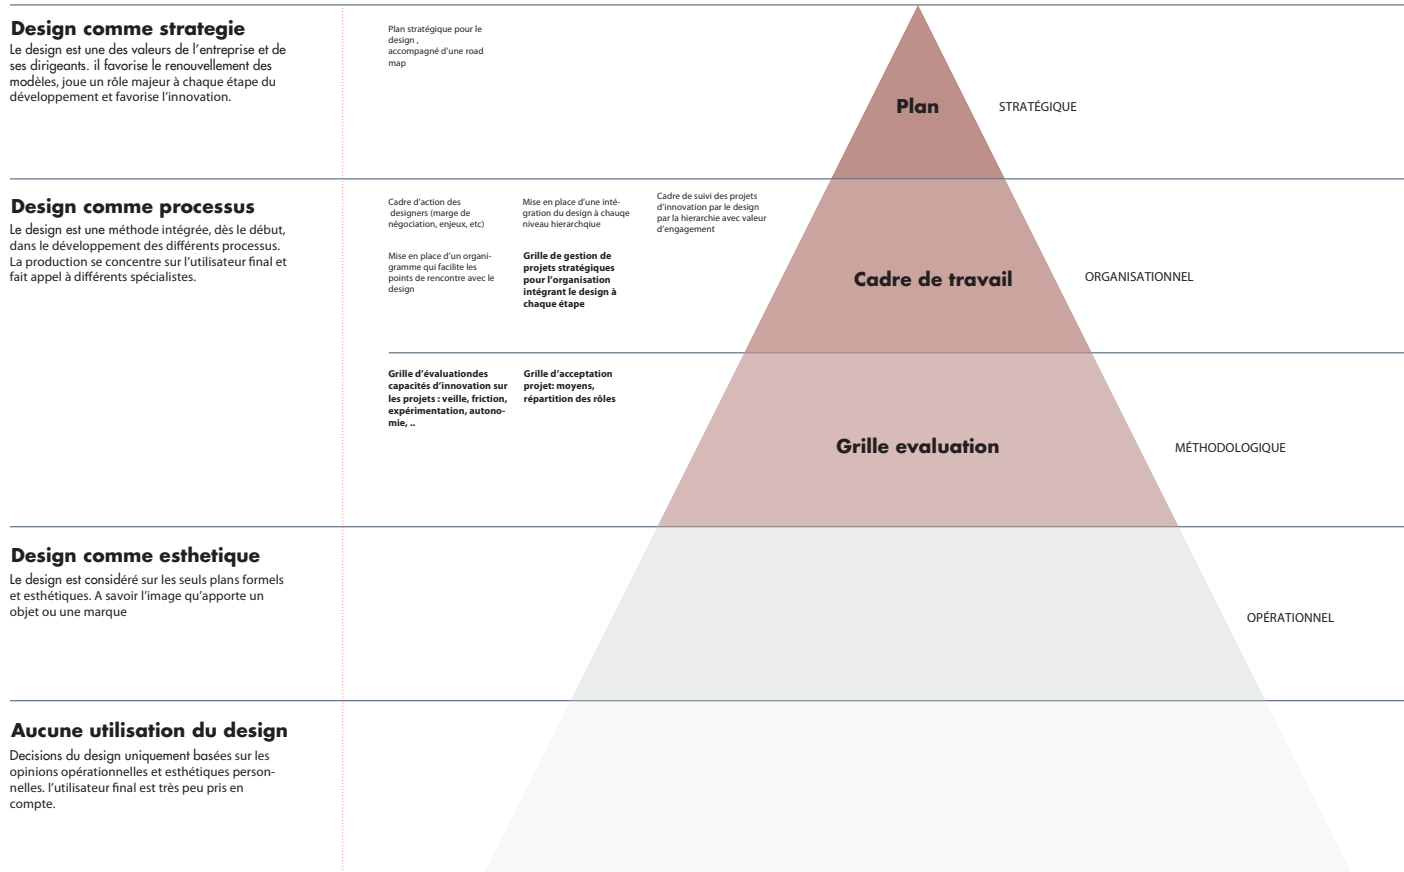 Design comme strategie
Le design est une des valeurs de l'entreprise et de
ses dirigeants. il favorise le renouvellement des
modèles, joue un rôle majeur à chaque étape du
développement et favorise l'innovation.
Plan stratégique pour le
design ,
accompagné d'une road
map
Plan
STRATÉGIQUE
Design comme processus
Le design est une méthode intégrée, dès le début,
dans le développement des différents processus.
La production se concentre sur l'utilisateur final et
fait appel à différents spécialistes.
Cadre d'action des
designers (marge de
négociation, enjeux, etc)
Mise en place d'une inté-
gration du design à chauqe
niveau hierarchqiue
Cadre de suivi des projets
d'innovation par le design
par la hierarchie avec valeur
d'engagement
Mise en place d'un organi-
gramme qui facilite les
points de rencontre avec le
design
Grille de gestion de
projets stratégiques
pour l'organisation
intégrant le design à
chaque étape
Cadre de travail
ORGANISATIONNEL
Grille d'évaluationdes
capacités d'innovation sur
les projets : veille, friction,
expérimentation, autono-
mie, ..
Grille d'acceptation
projet: moyens,
répartition des rôles
Grille evaluation
MÉTHODOLOGIQUE
Design comme esthetique
Le design est considéré sur les seuls plans formels
et esthétiques. A savoir l'image qu'apporte un
objet ou une marque
OPÉRATIONNEL
Aucune utilisation du design
Decisions du design uniquement basées sur les
opinions opérationnelles et esthétiques person-
nelles. l'utilisateur final est très peu pris en
compte.